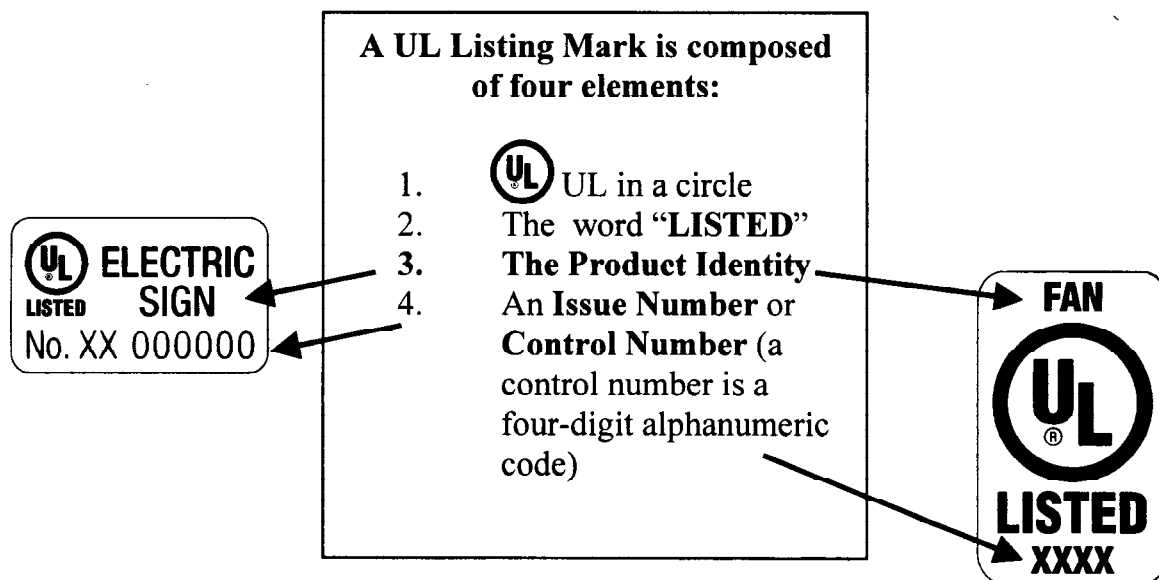 A UL Listing Mark is composed
of four elements:
1. UL ® UL in a circle
2. The word “LISTED”
3. The Product Identity
4. An Issue Number or
Control Number (a
control number is a
four-digit alphanumeric
code)
UL ® LISTED
ELECTRIC
SIGN
No. XX 000000
FAN
UL
®
LISTED
XXXX